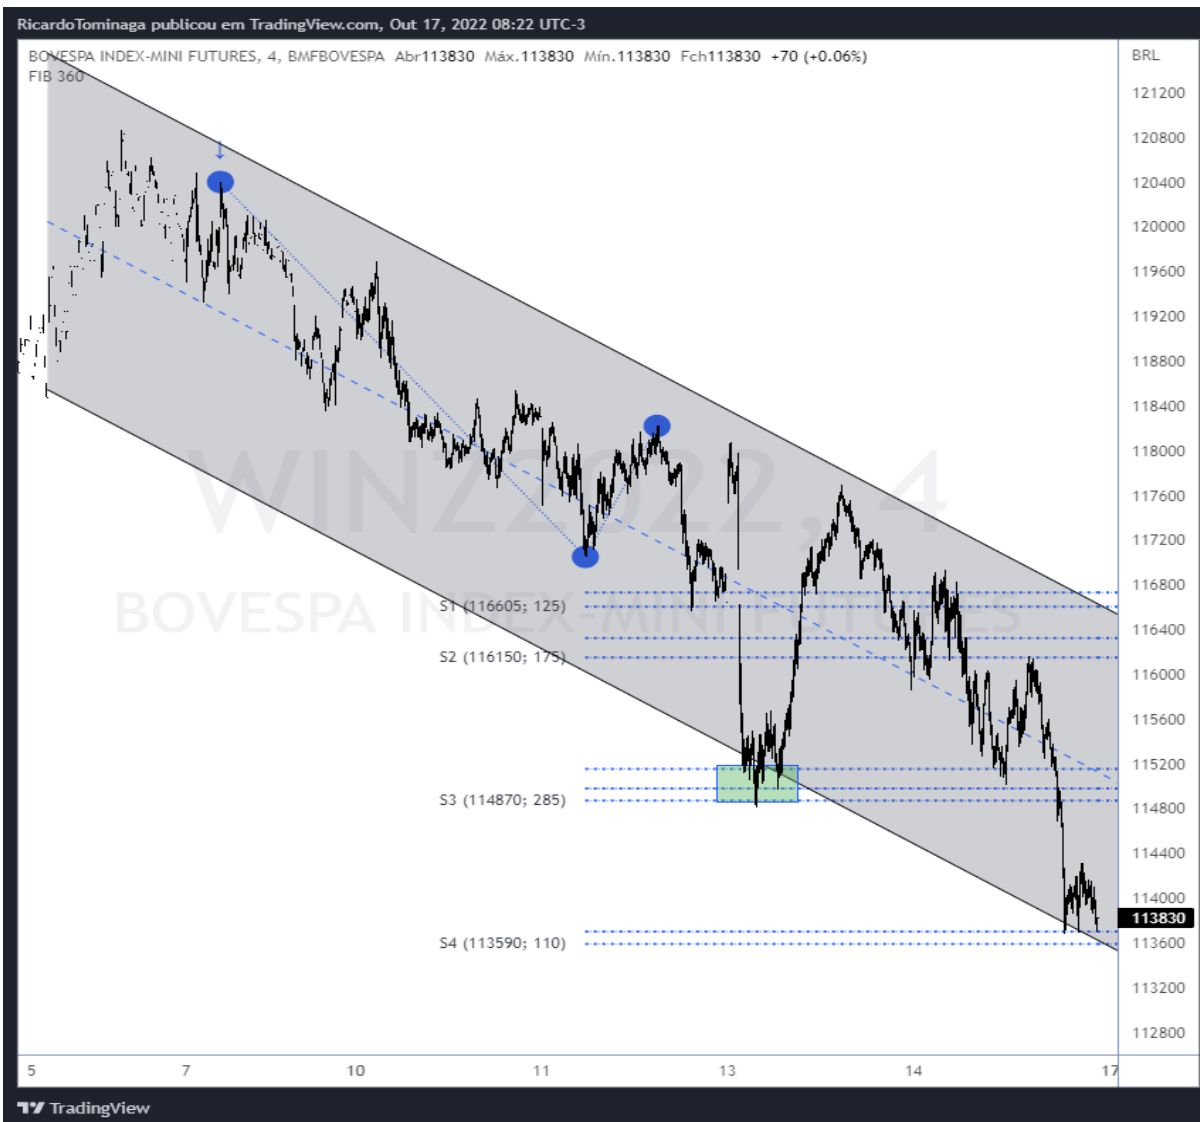 RicardoTominaga publicou em TradingView.com, Out 17, 2022 08:22 UTC-3
BOVESPA INDEX-MINI FUTURES, 4, BMFBOVESPA Abr113830 Máx.113830 Mín.113830 Fch113830 +70 (+0.06%)
BRL
FIB 360
121200
120800
120400
120000
119600
119200
118800
118400
118000
117600
WINZ2022, 4
117200
116800
BOVESPA INDEX-MINI FUTURES
S1 (116605; 125)
116400
S2 (116150; 175)
116000
115600
115200
S3 (114870; 285)
114800
114400
114000
113830
S4 (113590; 110)
113600
113200
112800
5 7 10 11 13 14 17
TradingView